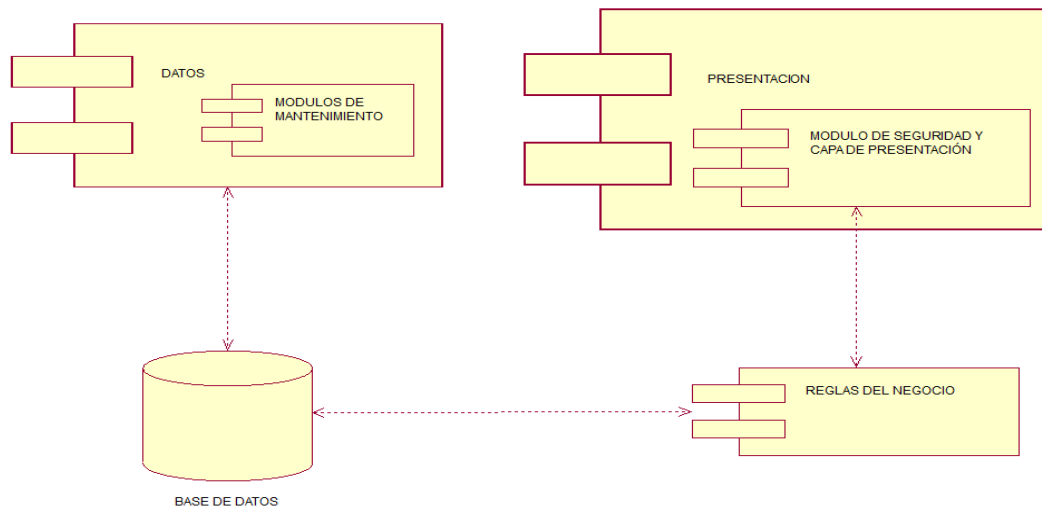 DATOS
MODULOS DE
MANTENIMIENTO
PRESENTACION
MODULO DE SEGURIDAD Y
CAPA DE PRESENTACIÓN
REGLAS DEL NEGOCIO
BASE DE DATOS